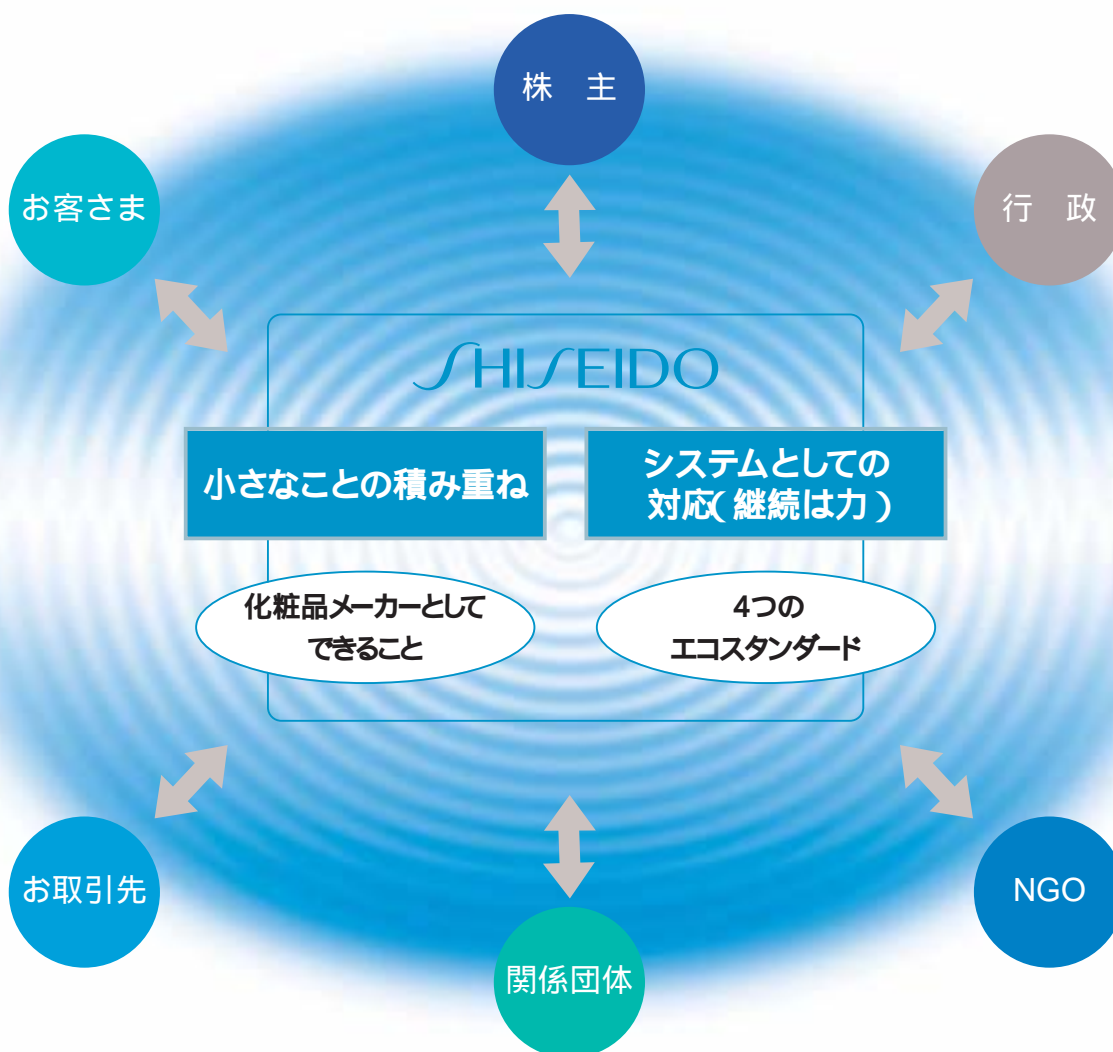 株　主
お客さま
行　政
SHISEIDO
小さなことの積み重ね
システムとしての
対応（継続は力）
化粧品メーカーとして
できること
4つの
エコスタンダード
お取引先
NGO
関係団体